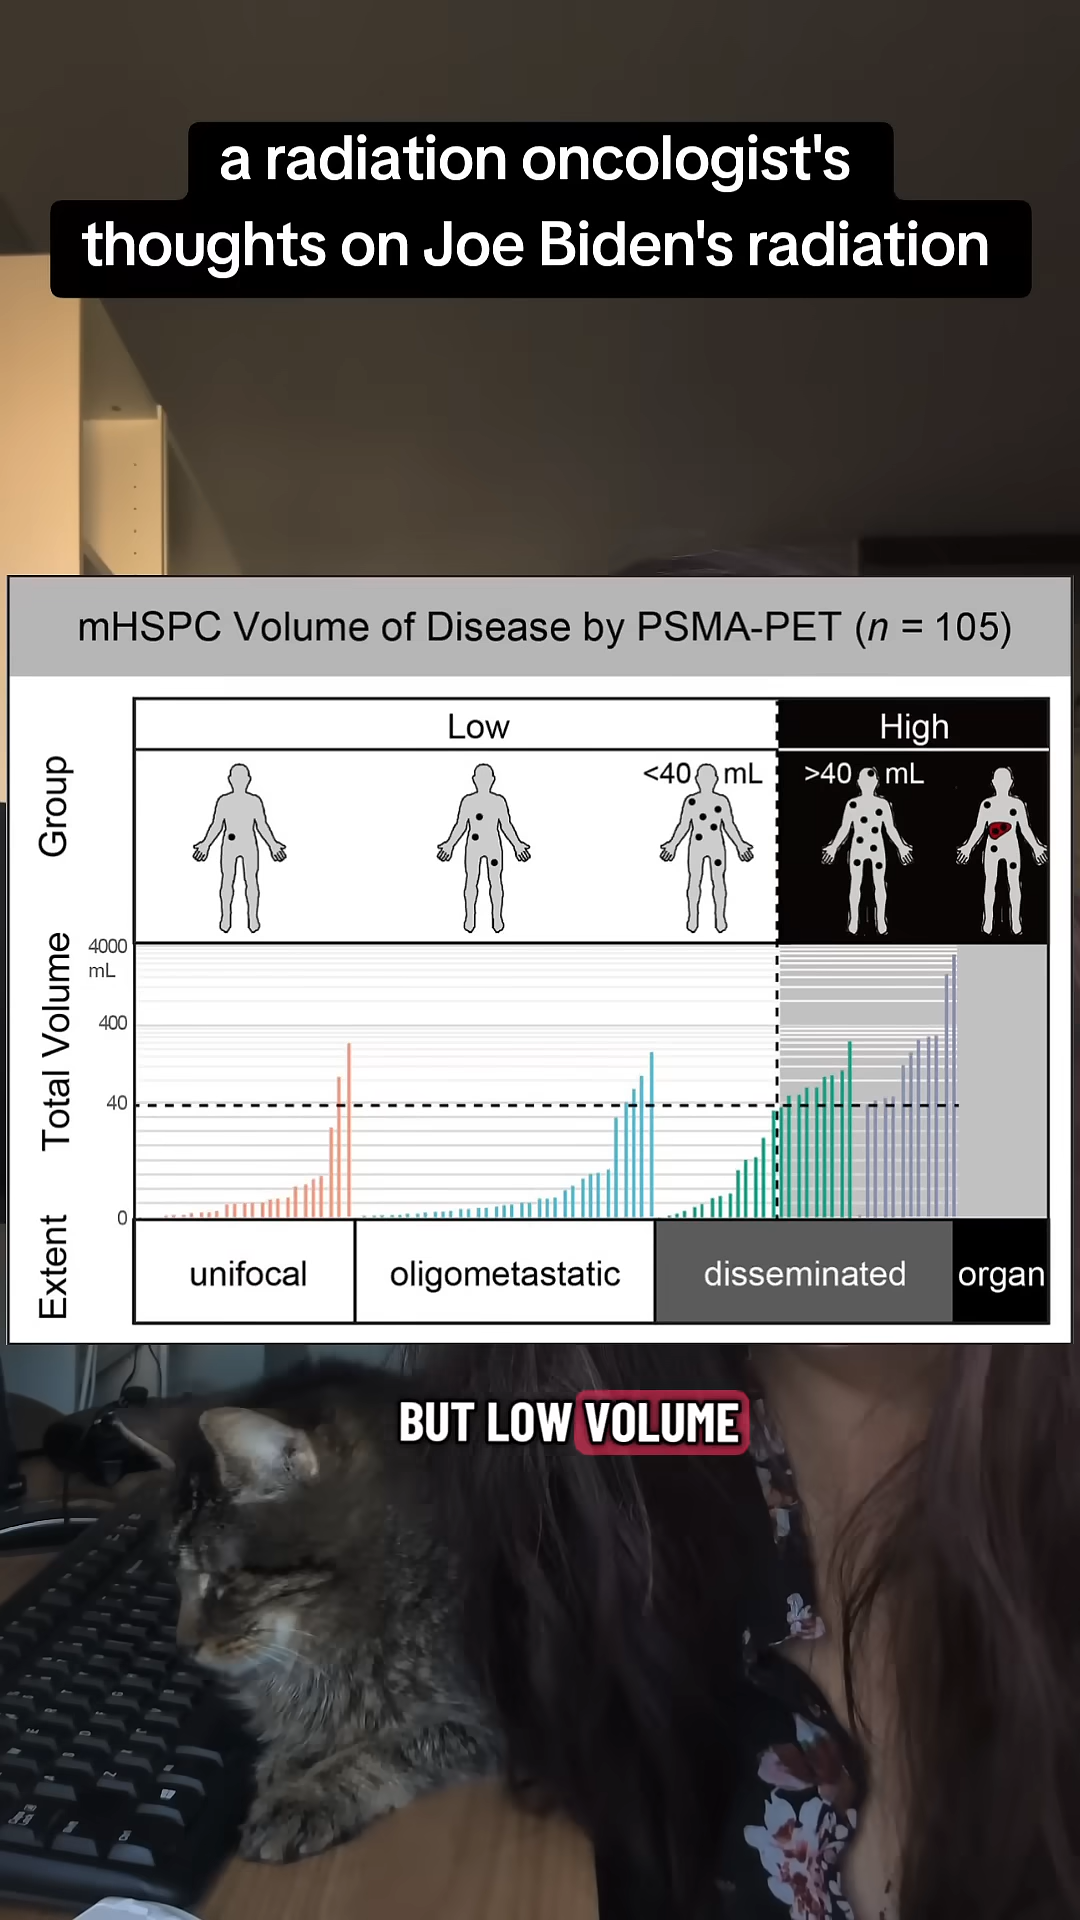 a radiation oncologist's
thoughts on Joe Biden's radiation
mHSPC Volume of Disease by PSMA-PET (n = 105)
Low
High
Group
<40 mL
>40 mL
Total Volume
4000
mL
400
40
0
Extent
unifocal
oligometastatic
disseminated
organ
BUT LOW VOLUME